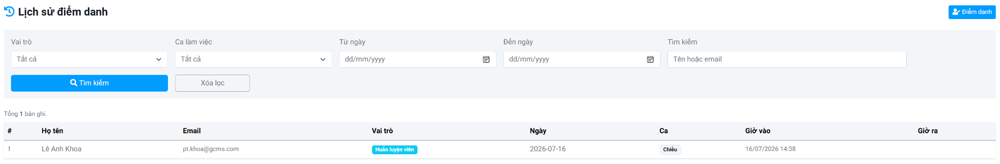 Lịch sử điểm danh
Điểm danh
Vai trò Ca làm việc Từ ngày Đến ngày Tìm kiếm
Tất cả Tất cả dd/mm/yyyy dd/mm/yyyy Tên hoặc email
Tìm kiếm Xóa lọc
Tổng 1 bản ghi.
# Họ tên Email Vai trò Ngày Ca Giờ vào Giờ ra
1 Lê Anh Khoa pt.khoa@gcms.com Huấn luyện viên 2026-07-16 Chiều 16/07/2026 14:38